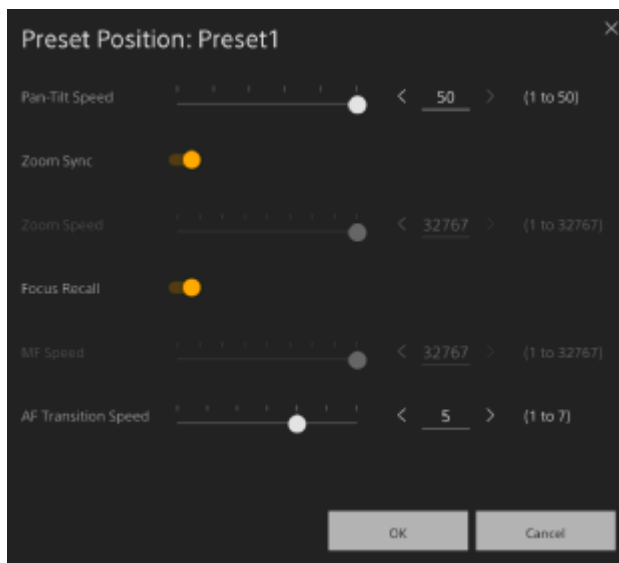 Preset Position: Preset1
Pan-Tilt Speed 50 (1 to 50)
Zoom Sync
Zoom Speed 32767 (1 to 32767)
Focus Recall
MF Speed 32767 (1 to 32767)
AF Transition Speed 5 (1 to 7)
OK Cancel